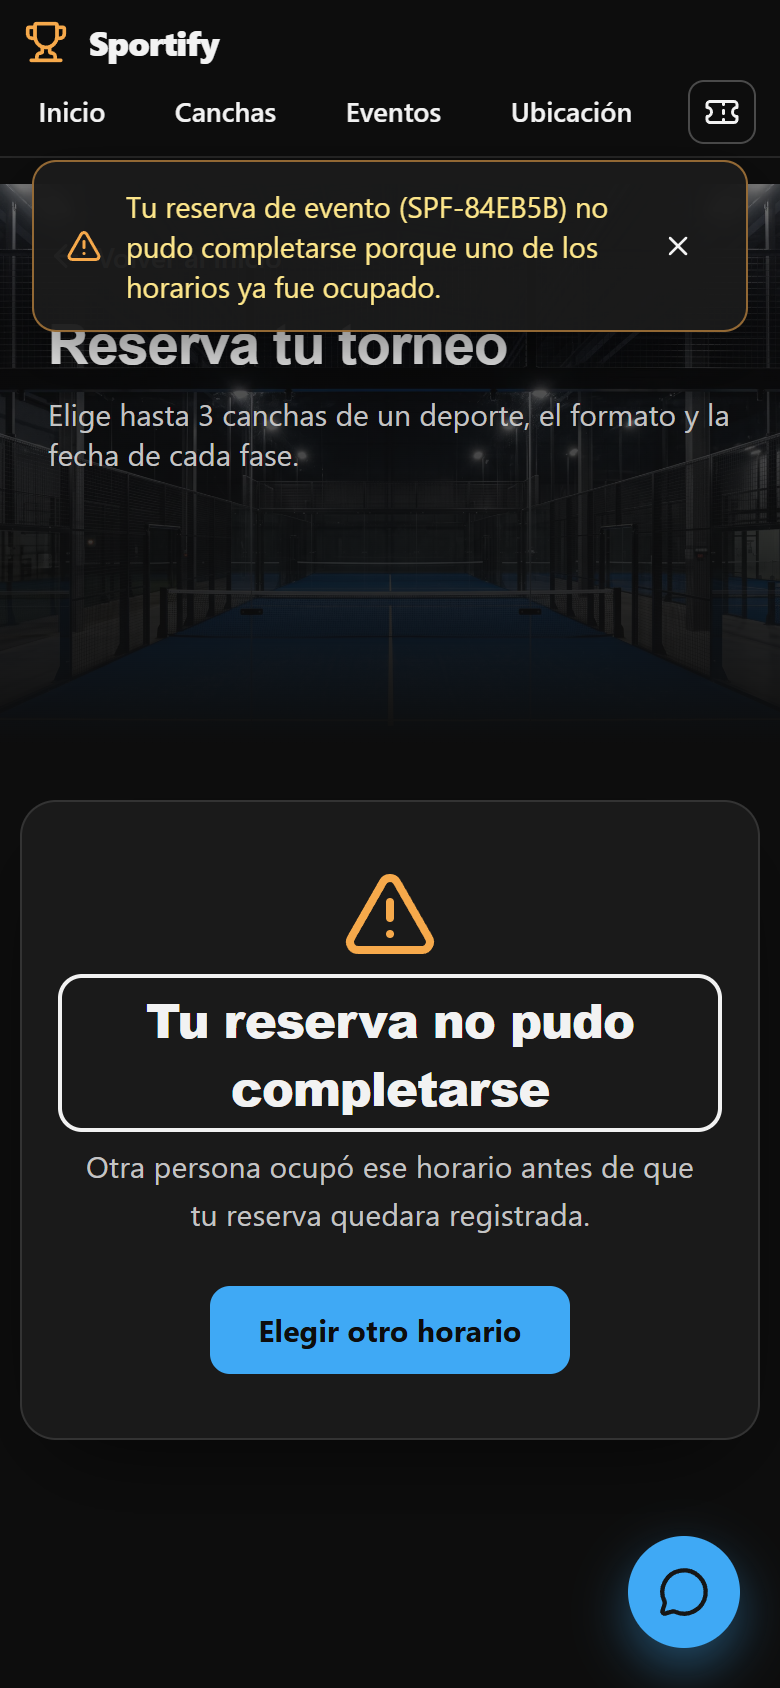 Sportify
Inicio
Canchas
Eventos
Ubicación
Tu reserva de evento (SPF-84EB5B) no
pudo completarse porque uno de los
horarios ya fue ocupado.
Reserva tu torneo
Elige hasta 3 canchas de un deporte, el formato y la
fecha de cada fase.
Tu reserva no pudo
completarse
Otra persona ocupó ese horario antes de que
tu reserva quedara registrada.
Elegir otro horario